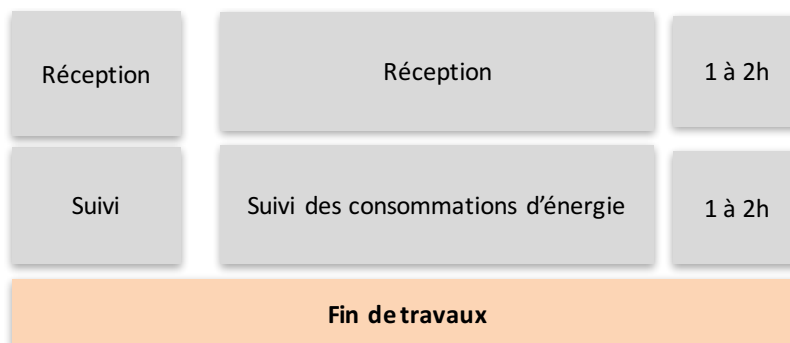 Réception Réception 1 à 2h
Suivi Suivi des consommations d’énergie 1 à 2h
Fin de travaux